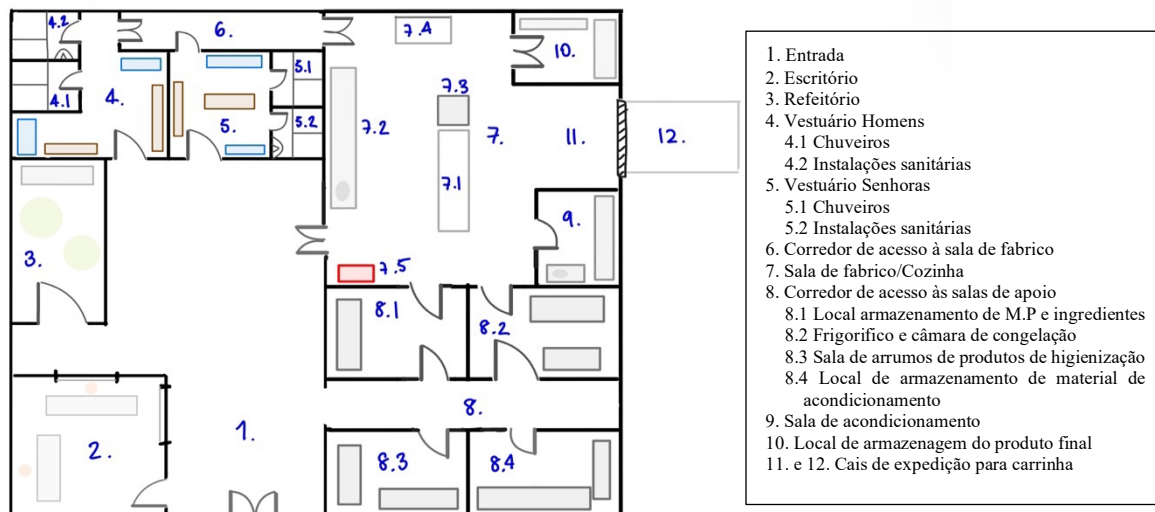 4.2
6.
7.4
10.
5.1
4.1
4.
7.3
5.
5.2
7.2
7.
11.
12.
7.1
9.
3.
7.5
8.1
8.2
8.
1.
2.
8.3
8.4
1. Entrada
2. Escritório
3. Refeitório
4. Vestuário Homens
4.1 Chuveiros
4.2 Instalações sanitárias
5. Vestuário Senhoras
5.1 Chuveiros
5.2 Instalações sanitárias
6. Corredor de acesso à sala de fabrico
7. Sala de fabrico/Cozinha
8. Corredor de acesso às salas de apoio
8.1 Local armazenamento de M.P e ingredientes
8.2 Frigorifico e câmara de congelação
8.3 Sala de arrumos de produtos de higienização
8.4 Local de armazenamento de material de
acondicionamento
9. Sala de acondicionamento
10. Local de armazenagem do produto final
11. e 12. Cais de expedição para carrinha